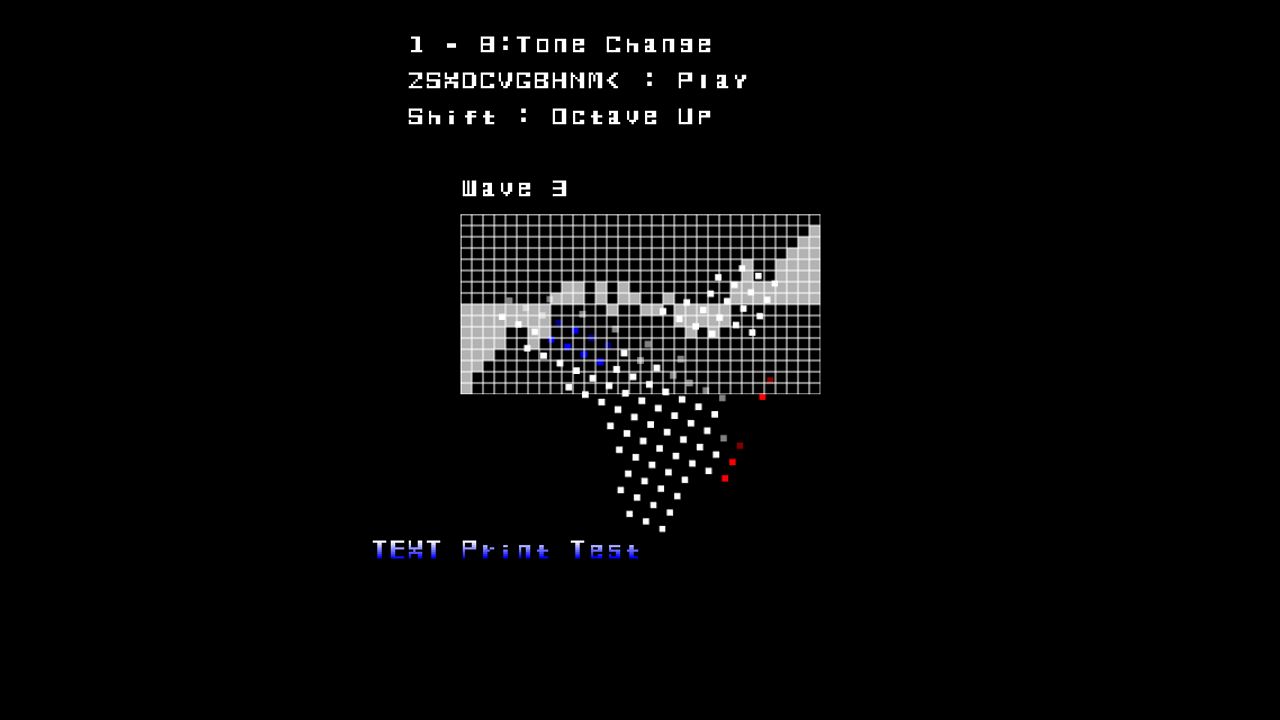 1 - 8:Tone Change
ZSXDCVGBHNM< : Play
Shift : Octave Up
Wave 3
TEXT Print Test